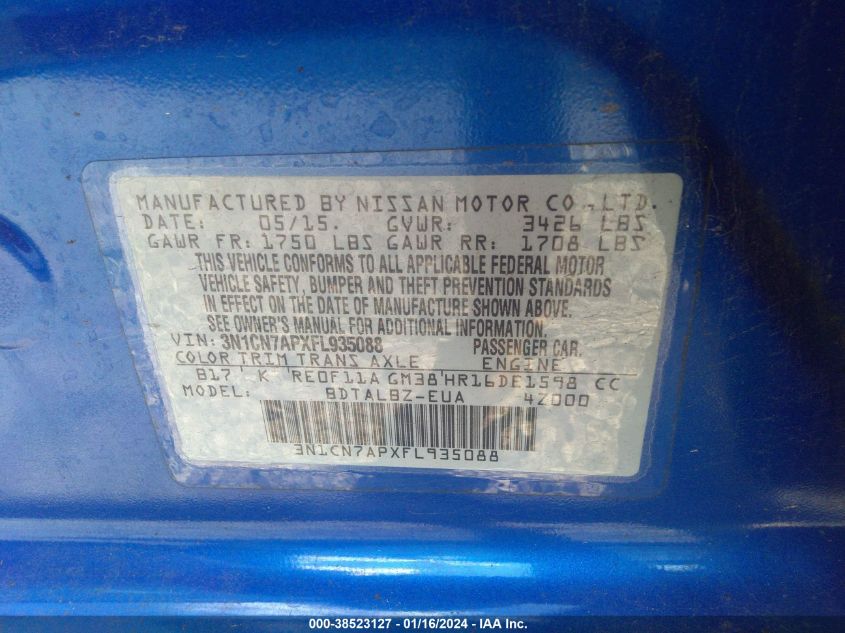 MANUFACTURED BY NISSAN MOTOR CO.,LTD.
DATE: 05/15. GVWR: 3426 LBS
GAWR FR: 1750 LBS GAWR RR: 1708 LBS
THIS VEHICLE CONFORMS TO ALL APPLICABLE FEDERAL MOTOR
VEHICLE SAFETY, BUMPER AND THEFT PREVENTION STANDARDS
IN EFFECT ON THE DATE OF MANUFACTURE SHOWN ABOVE.
SEE OWNER'S MANUAL FOR ADDITIONAL INFORMATION.
VIN: 3N1CN7APXFL935088 PASSENGER CAR.
COLOR TRIM TRANS AXLE ENGINE
B17 K RE0F11A GM38 HR16DE1598 CC
MODEL: BDTALBZ-EUA 42000
3N1CN7APXFL935088
000-38523127 - 01/16/2024 - IAA Inc.